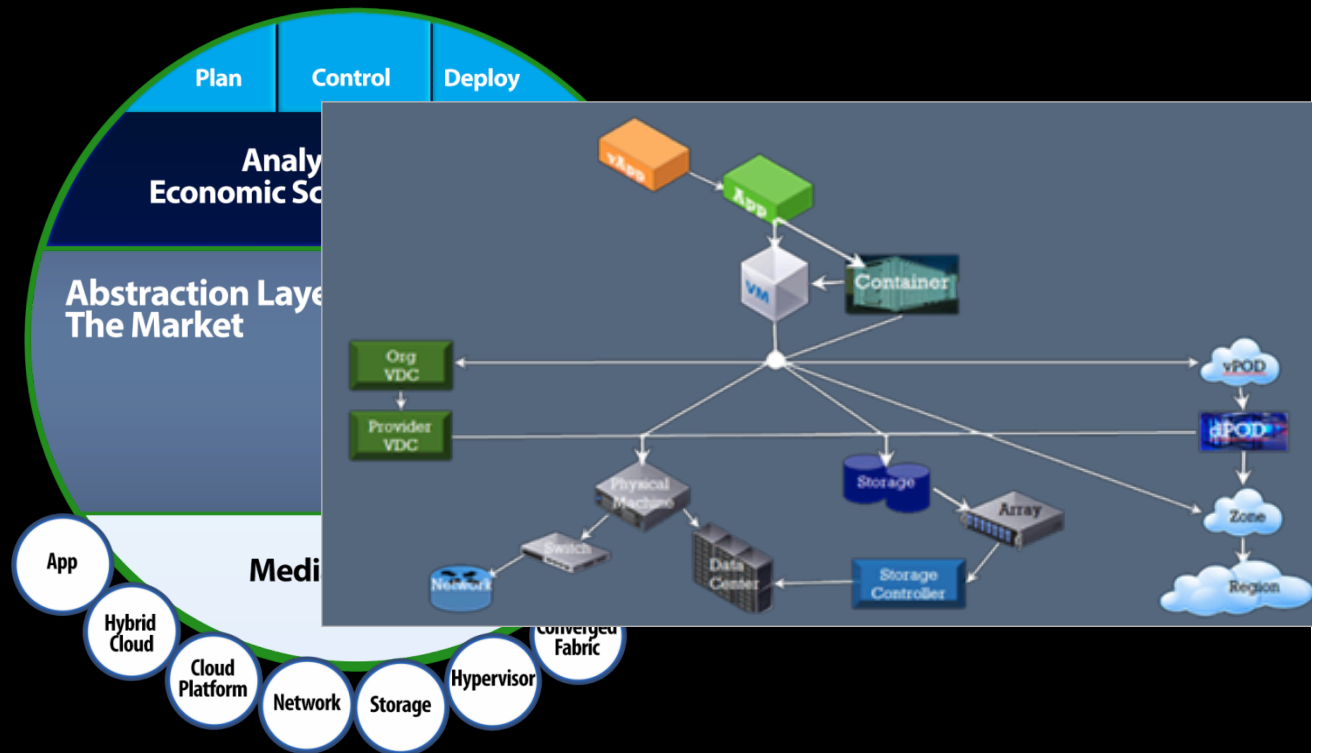 Plan
Control
Deploy
Analy
Economic Sc
Abstraction Laye
The Market
Medi
App
Hybrid
Cloud
Cloud
Platform
Network
Storage
Hypervisor
Converged
Fabric
vApp
App
VM
Container
Org
VDC
Provider
VDC
vPOD
dPOD
Physical
Machine
Switch
Network
Data
Center
Storage
Array
Storage
Controller
Zone
Region